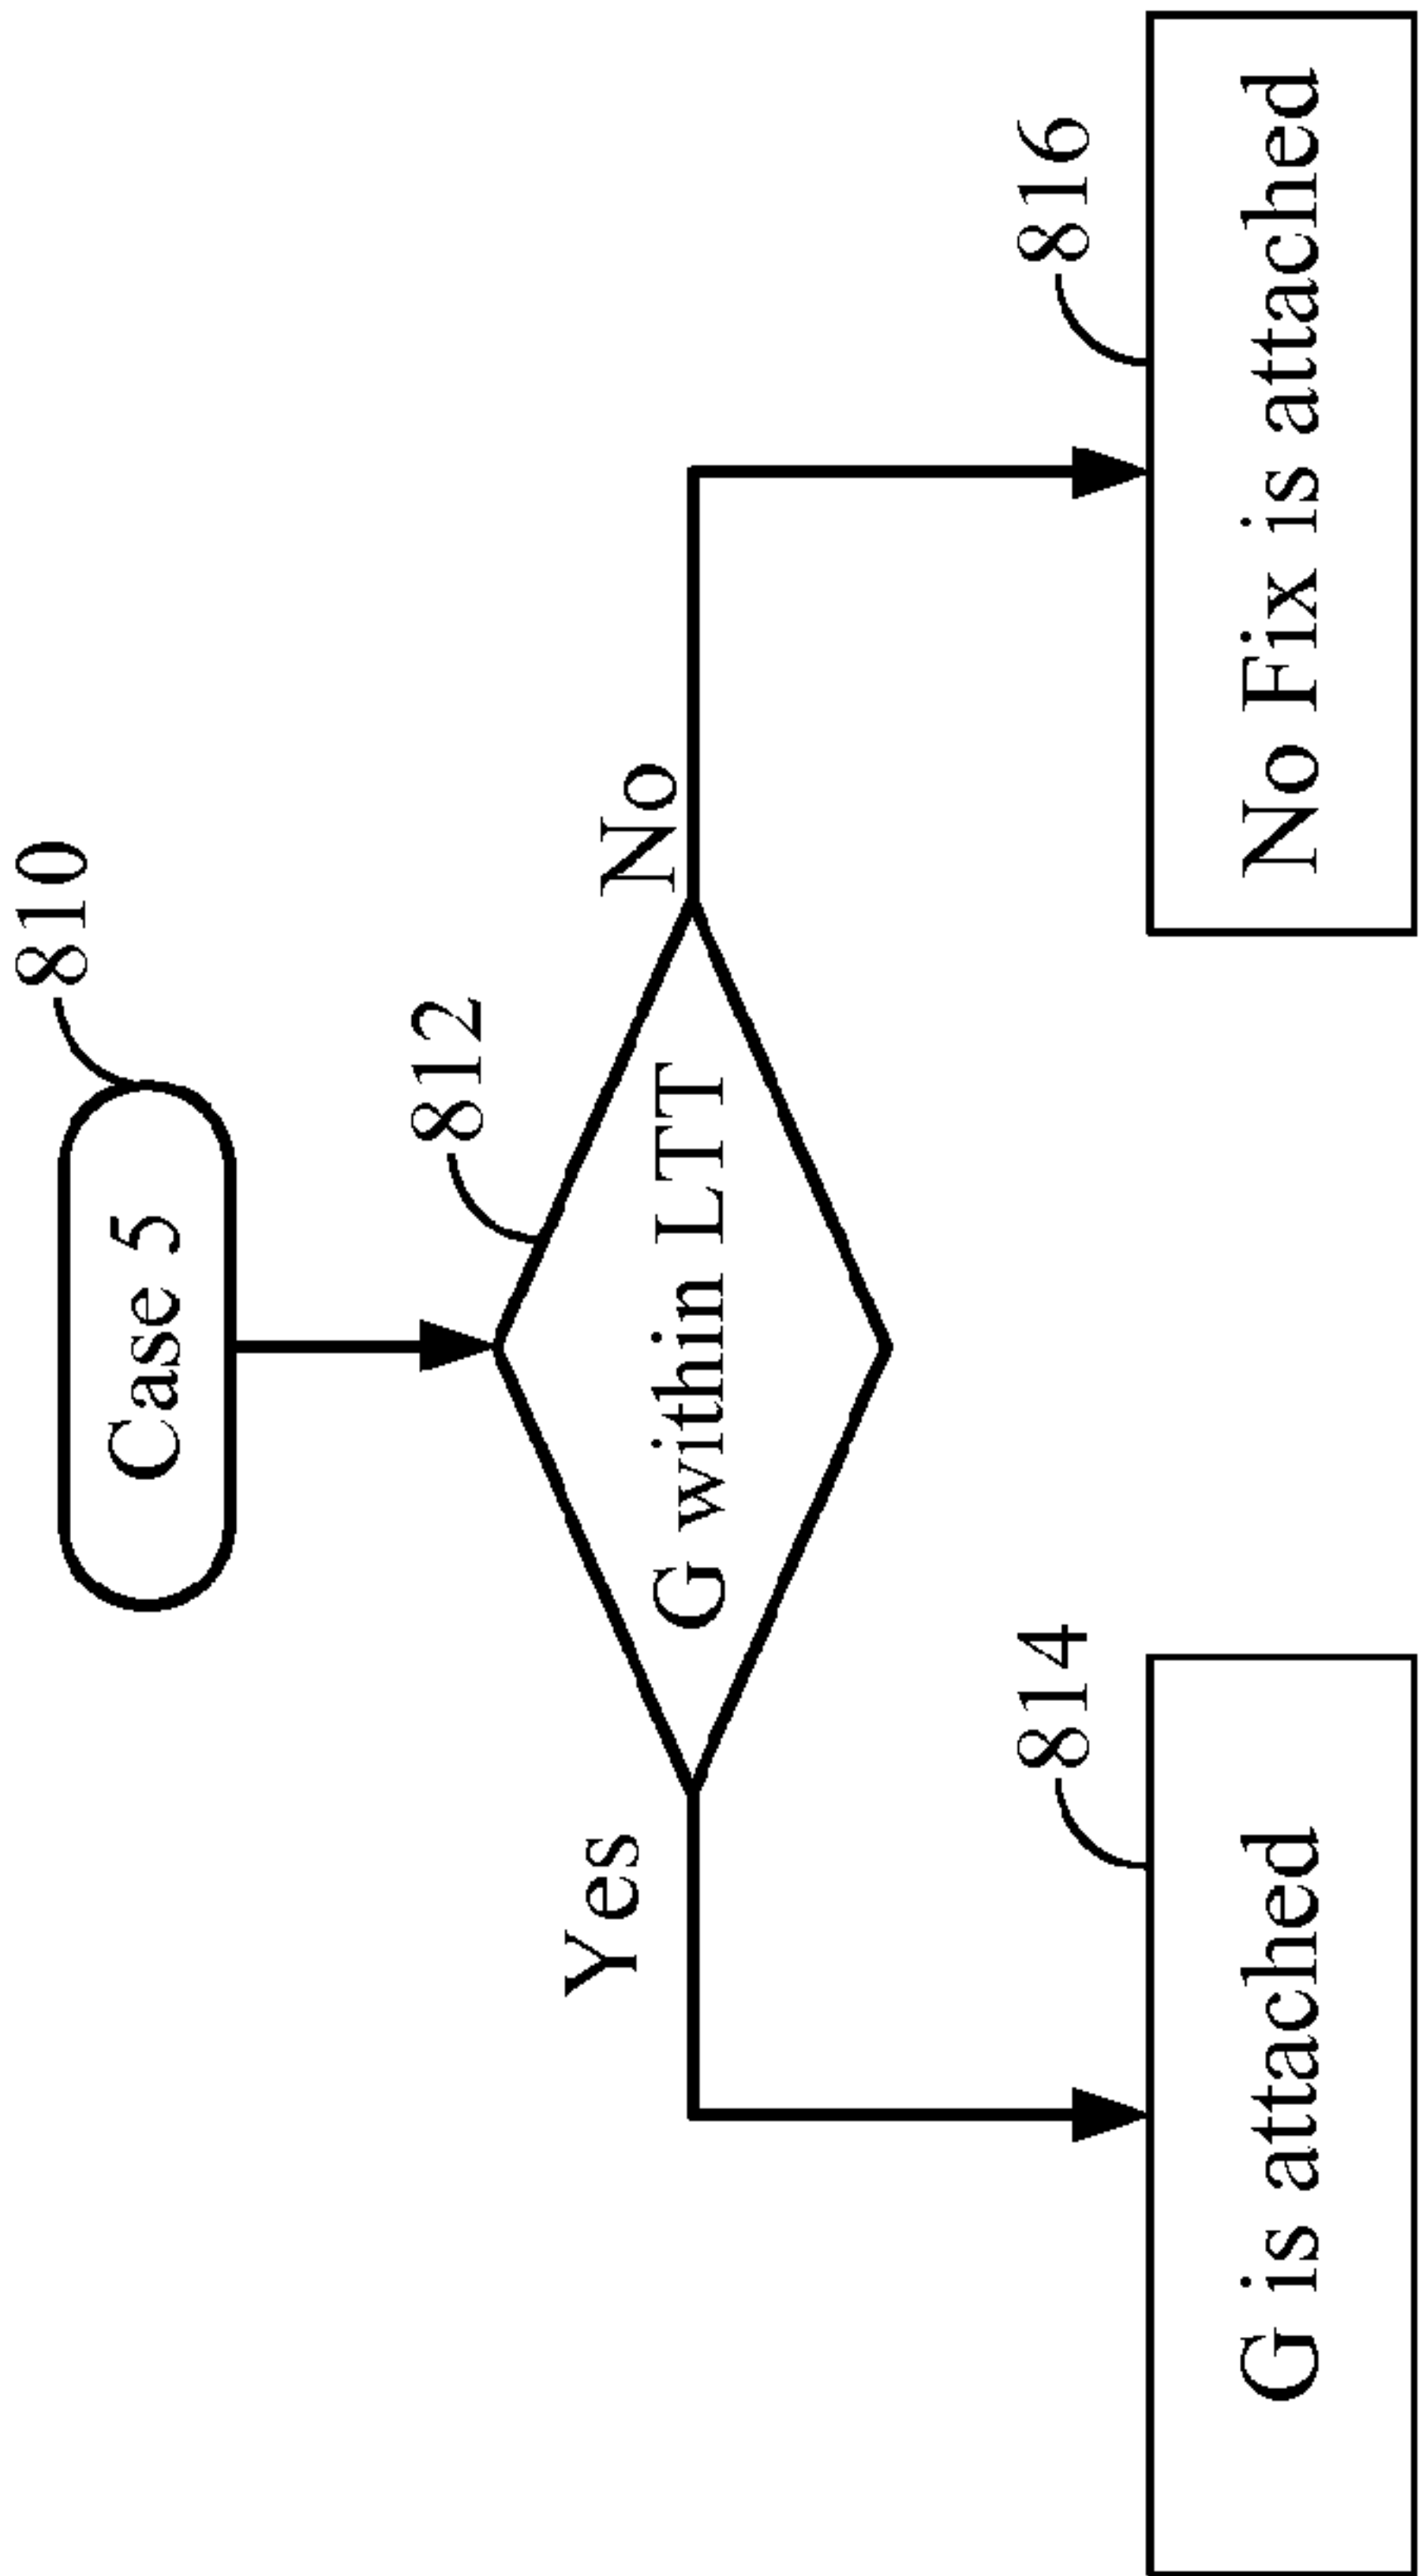 810
Case 5
812
G within LTT
Yes
No
814
G is attached
816
No Fix is attached